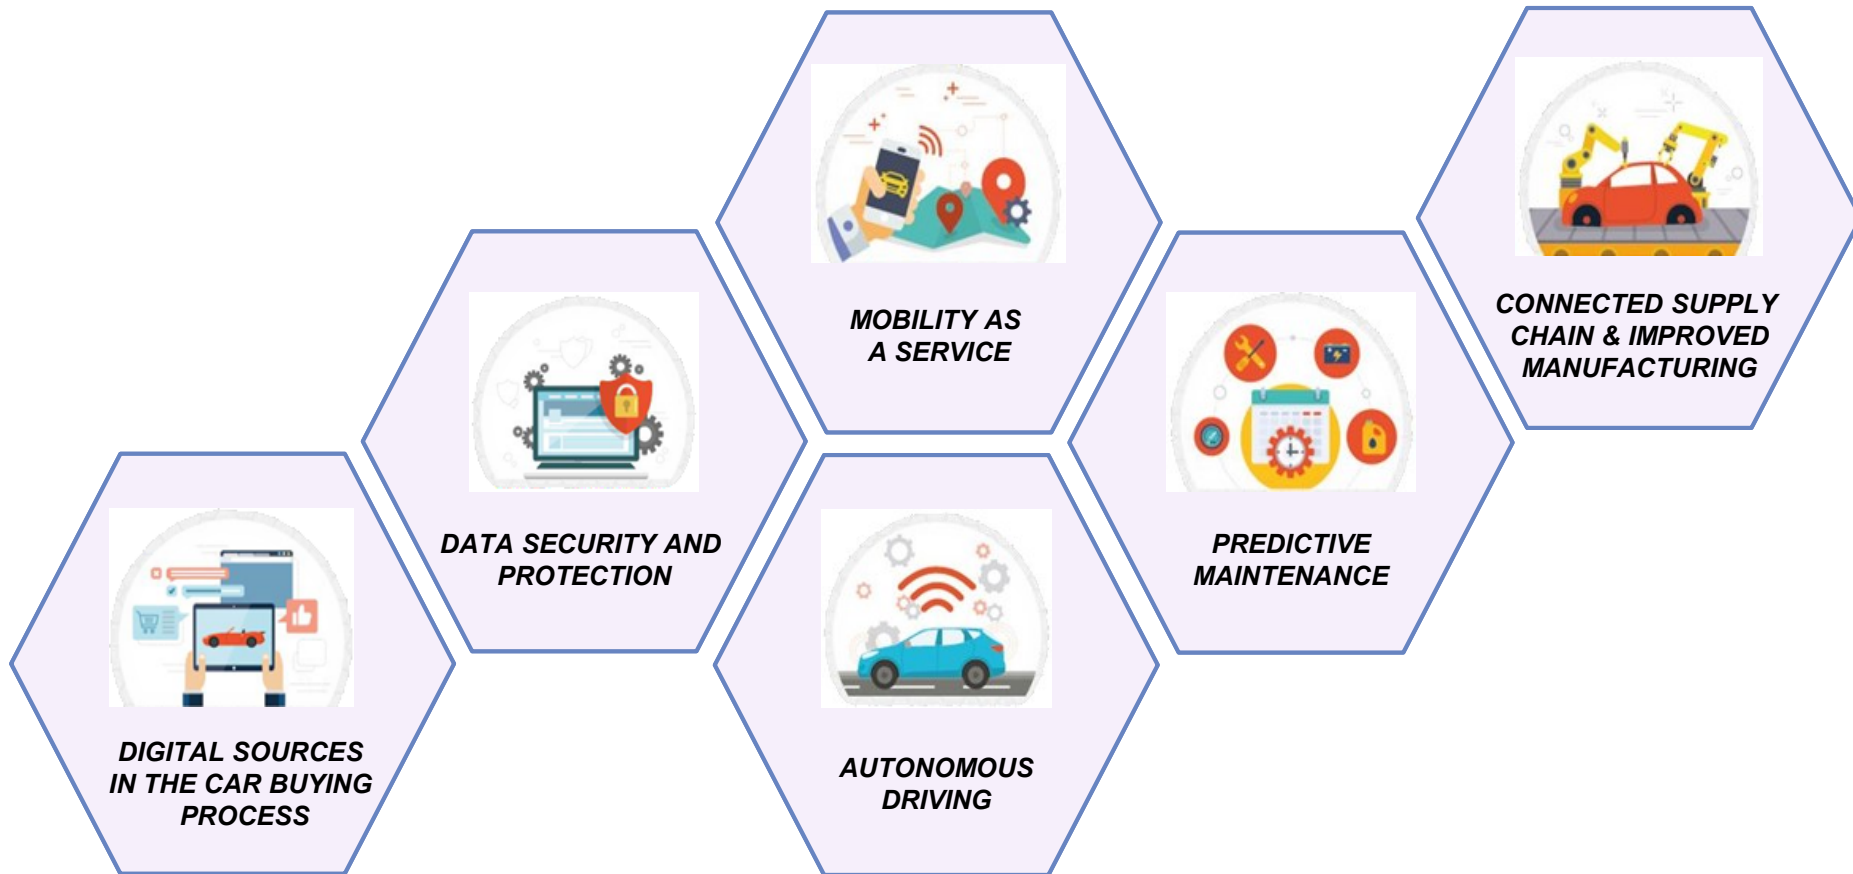 DIGITAL SOURCES
IN THE CAR BUYING
PROCESS
DATA SECURITY AND
PROTECTION
MOBILITY AS
A SERVICE
AUTONOMOUS
DRIVING
PREDICTIVE
MAINTENANCE
CONNECTED SUPPLY
CHAIN & IMPROVED
MANUFACTURING